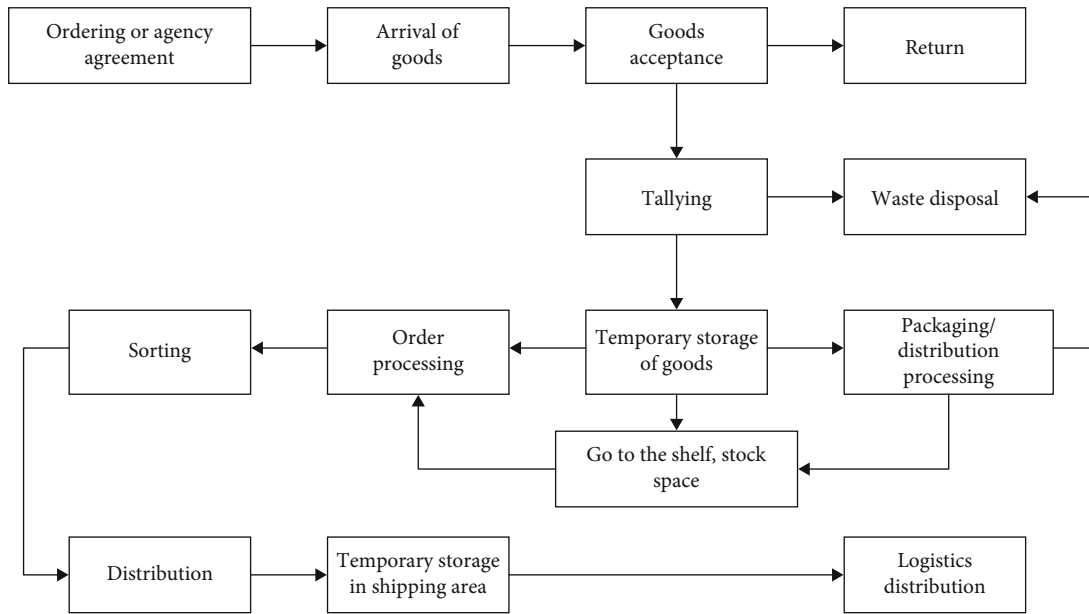 Ordering or agency
agreement
Arrival of
goods
Goods
acceptance
Return
Tallying
Waste disposal
Sorting
Order
processing
Temporary storage
of goods
Packaging/
distribution
processing
Go to the shelf, stock
space
Distribution
Temporary storage
in shipping area
Logistics
distribution